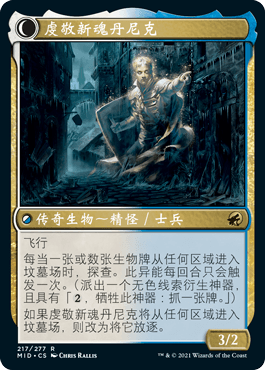 虔敬新魂丹尼克
传奇生物～精怪／士兵
飞行
每当一张或数张生物牌从任何区域进入
坟墓场时，探查。此异能每回合只会触
发一次。（派出一个无色线索衍生神器，
且具有「2，牺牲此神器：抓一张牌。」）
如果虔敬新魂丹尼克将从任何区域进入
坟墓场，则改为将它放逐。
3/2
217/277 R
MID • CS CHRIS RALLIS
™ & © 2021 Wizards of the Coast